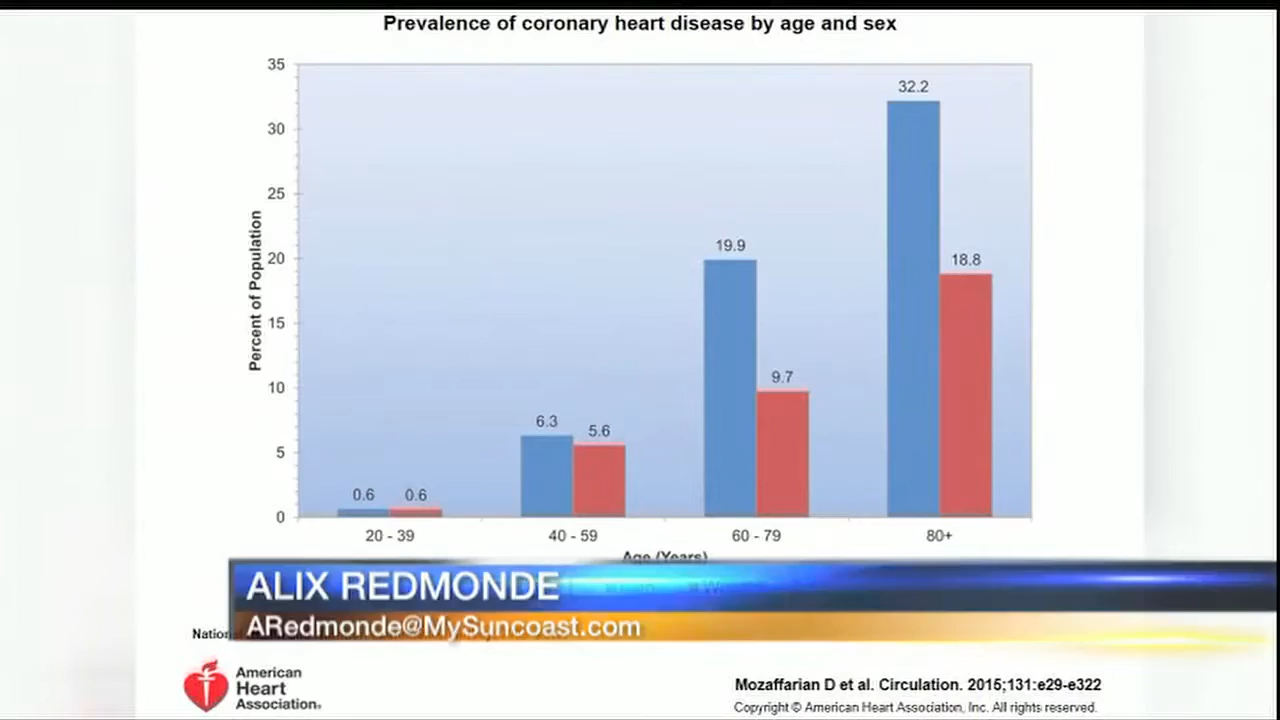 Prevalence of coronary heart disease by age and sex
35
30
25
20
15
10
5
0
Percent of Population
0.6 0.6
6.3 5.6
19.9 9.7
32.2 18.8
20 - 39 40 - 59 60 - 79 80+
Age (Years)
ALIX REDMONDE
ARedmonde@MySuncoast.com
American
Heart
Association®
Mozaffarian D et al. Circulation. 2015;131:e29-e322
Copyright © American Heart Association, Inc. All rights reserved.